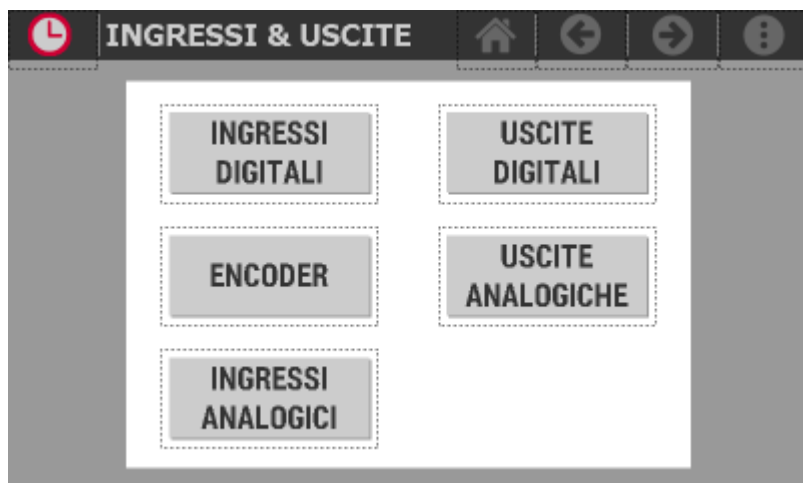 INGRESSI & USCITE
INGRESSI
DIGITALI
USCITE
DIGITALI
ENCODER
USCITE
ANALOGICHE
INGRESSI
ANALOGICI